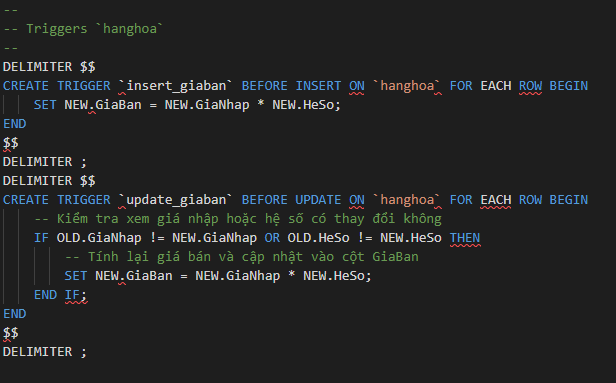 --
-- Triggers `hanghoa`
--
DELIMITER $$
CREATE TRIGGER `insert_giaban` BEFORE INSERT ON `hanghoa` FOR EACH ROW BEGIN
    SET NEW.GiaBan = NEW.GiaNhap * NEW.HeSo;
END
$$
DELIMITER ;
DELIMITER $$
CREATE TRIGGER `update_giaban` BEFORE UPDATE ON `hanghoa` FOR EACH ROW BEGIN
    -- Kiểm tra xem giá nhập hoặc hệ số có thay đổi không
    IF OLD.GiaNhap != NEW.GiaNhap OR OLD.HeSo != NEW.HeSo THEN
        -- Tính lại giá bán và cập nhật vào cột GiaBan
        SET NEW.GiaBan = NEW.GiaNhap * NEW.HeSo;
    END IF;
END
$$
DELIMITER ;